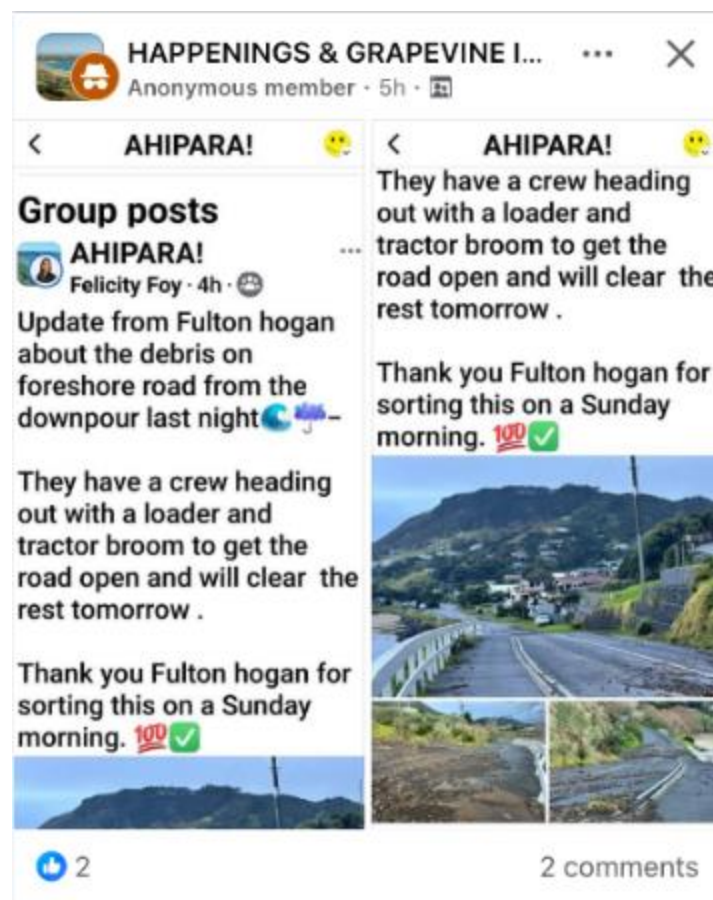 HAPPENINGS & GRAPEVINE I...
Anonymous member · 5h ·
AHIPARA!
Group posts
AHIPARA!
Felicity Foy · 4h ·
Update from Fulton hogan
about the debris on
foreshore road from the
downpour last night🌊☔–
They have a crew heading
out with a loader and
tractor broom to get the
road open and will clear the
rest tomorrow .
Thank you Fulton hogan for
sorting this on a Sunday
morning. 💯✅
AHIPARA!
They have a crew heading
out with a loader and
tractor broom to get the
road open and will clear the
rest tomorrow .
Thank you Fulton hogan for
sorting this on a Sunday
morning. 💯✅
2
2 comments